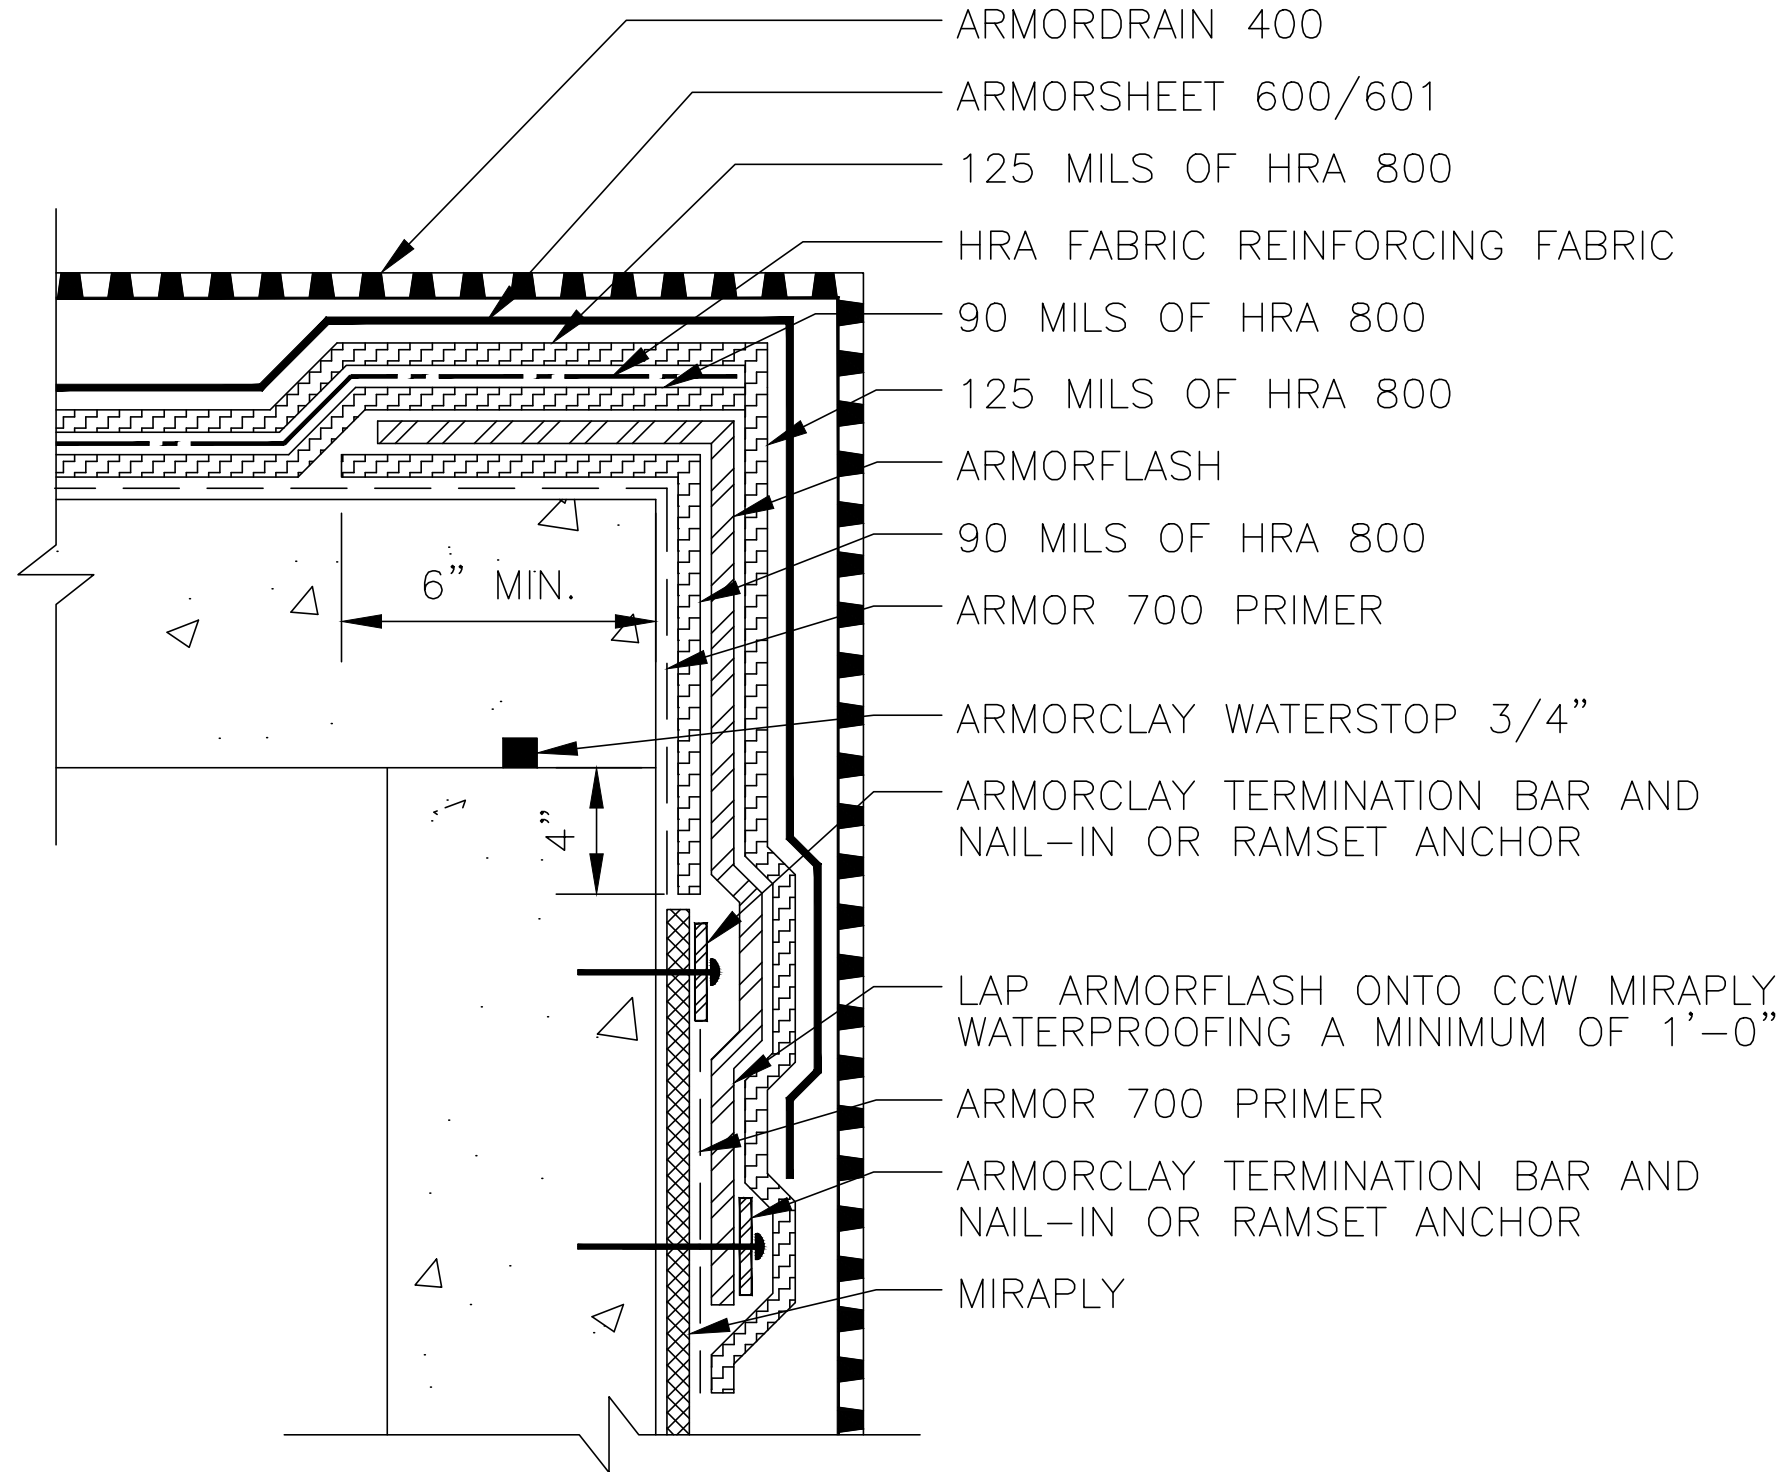 ARMORDRAIN 400
ARMORSHEET 600/601
125 MILS OF HRA 800
HRA FABRIC REINFORCING FABRIC
90 MILS OF HRA 800
125 MILS OF HRA 800
ARMORFLASH
90 MILS OF HRA 800
6” MIN.
ARMOR 700 PRIMER
ARMORCLAY WATERSTOP 3/4”
4”
ARMORCLAY TERMINATION BAR AND
NAIL-IN OR RAMSET ANCHOR
LAP ARMORFLASH ONTO CCW MIRAPLY
WATERPROOFING A MINIMUM OF 1’-0”
ARMOR 700 PRIMER
ARMORCLAY TERMINATION BAR AND
NAIL-IN OR RAMSET ANCHOR
MIRAPLY